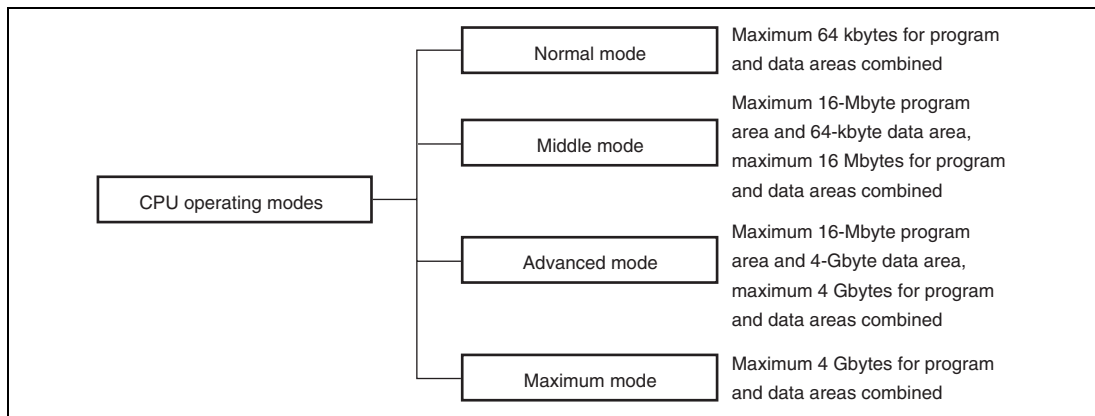 Normal mode
Maximum 64 kbytes for program
and data areas combined
Middle mode
Maximum 16-Mbyte program
area and 64-kbyte data area,
maximum 16 Mbytes for program
and data areas combined
CPU operating modes
Advanced mode
Maximum 16-Mbyte program
area and 4-Gbyte data area,
maximum 4 Gbytes for program
and data areas combined
Maximum mode
Maximum 4 Gbytes for program
and data areas combined